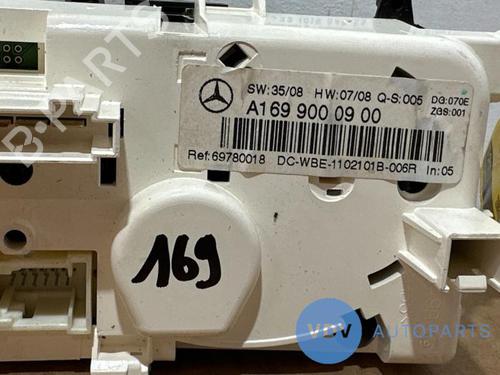 SW:35/08 HW:07/08 Q-S:005 DG:070E
A169 900 09 00 ZGS:001
Ref:69780018 DC-WBE-1102101B-006R In:05
169
B-PARTS
VDV AUTOPARTS